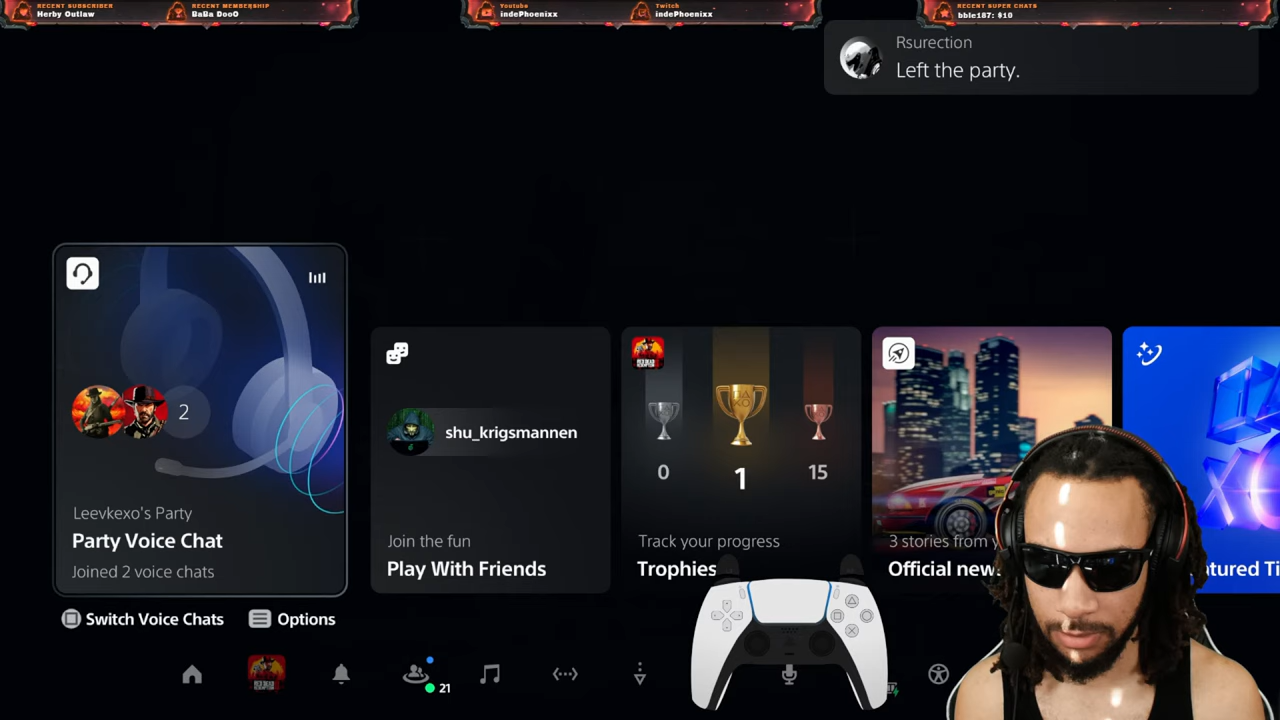 RECENT SUBSCRIBER
Herby Outlaw
RECENT MEMBERSHIP
BaBa DooO
Youtube
indePhoenixx
Twitch
indePhoenixx
RECENT SUPER CHATS
bble187: $10
Rsurection
Left the party.
2
Leevkexo's Party
Party Voice Chat
Joined 2 voice chats
Switch Voice Chats
Options
shu_krigsmannen
Join the fun
Play With Friends
0
1
15
Track your progress
Trophies
3 stories from
Official new
21